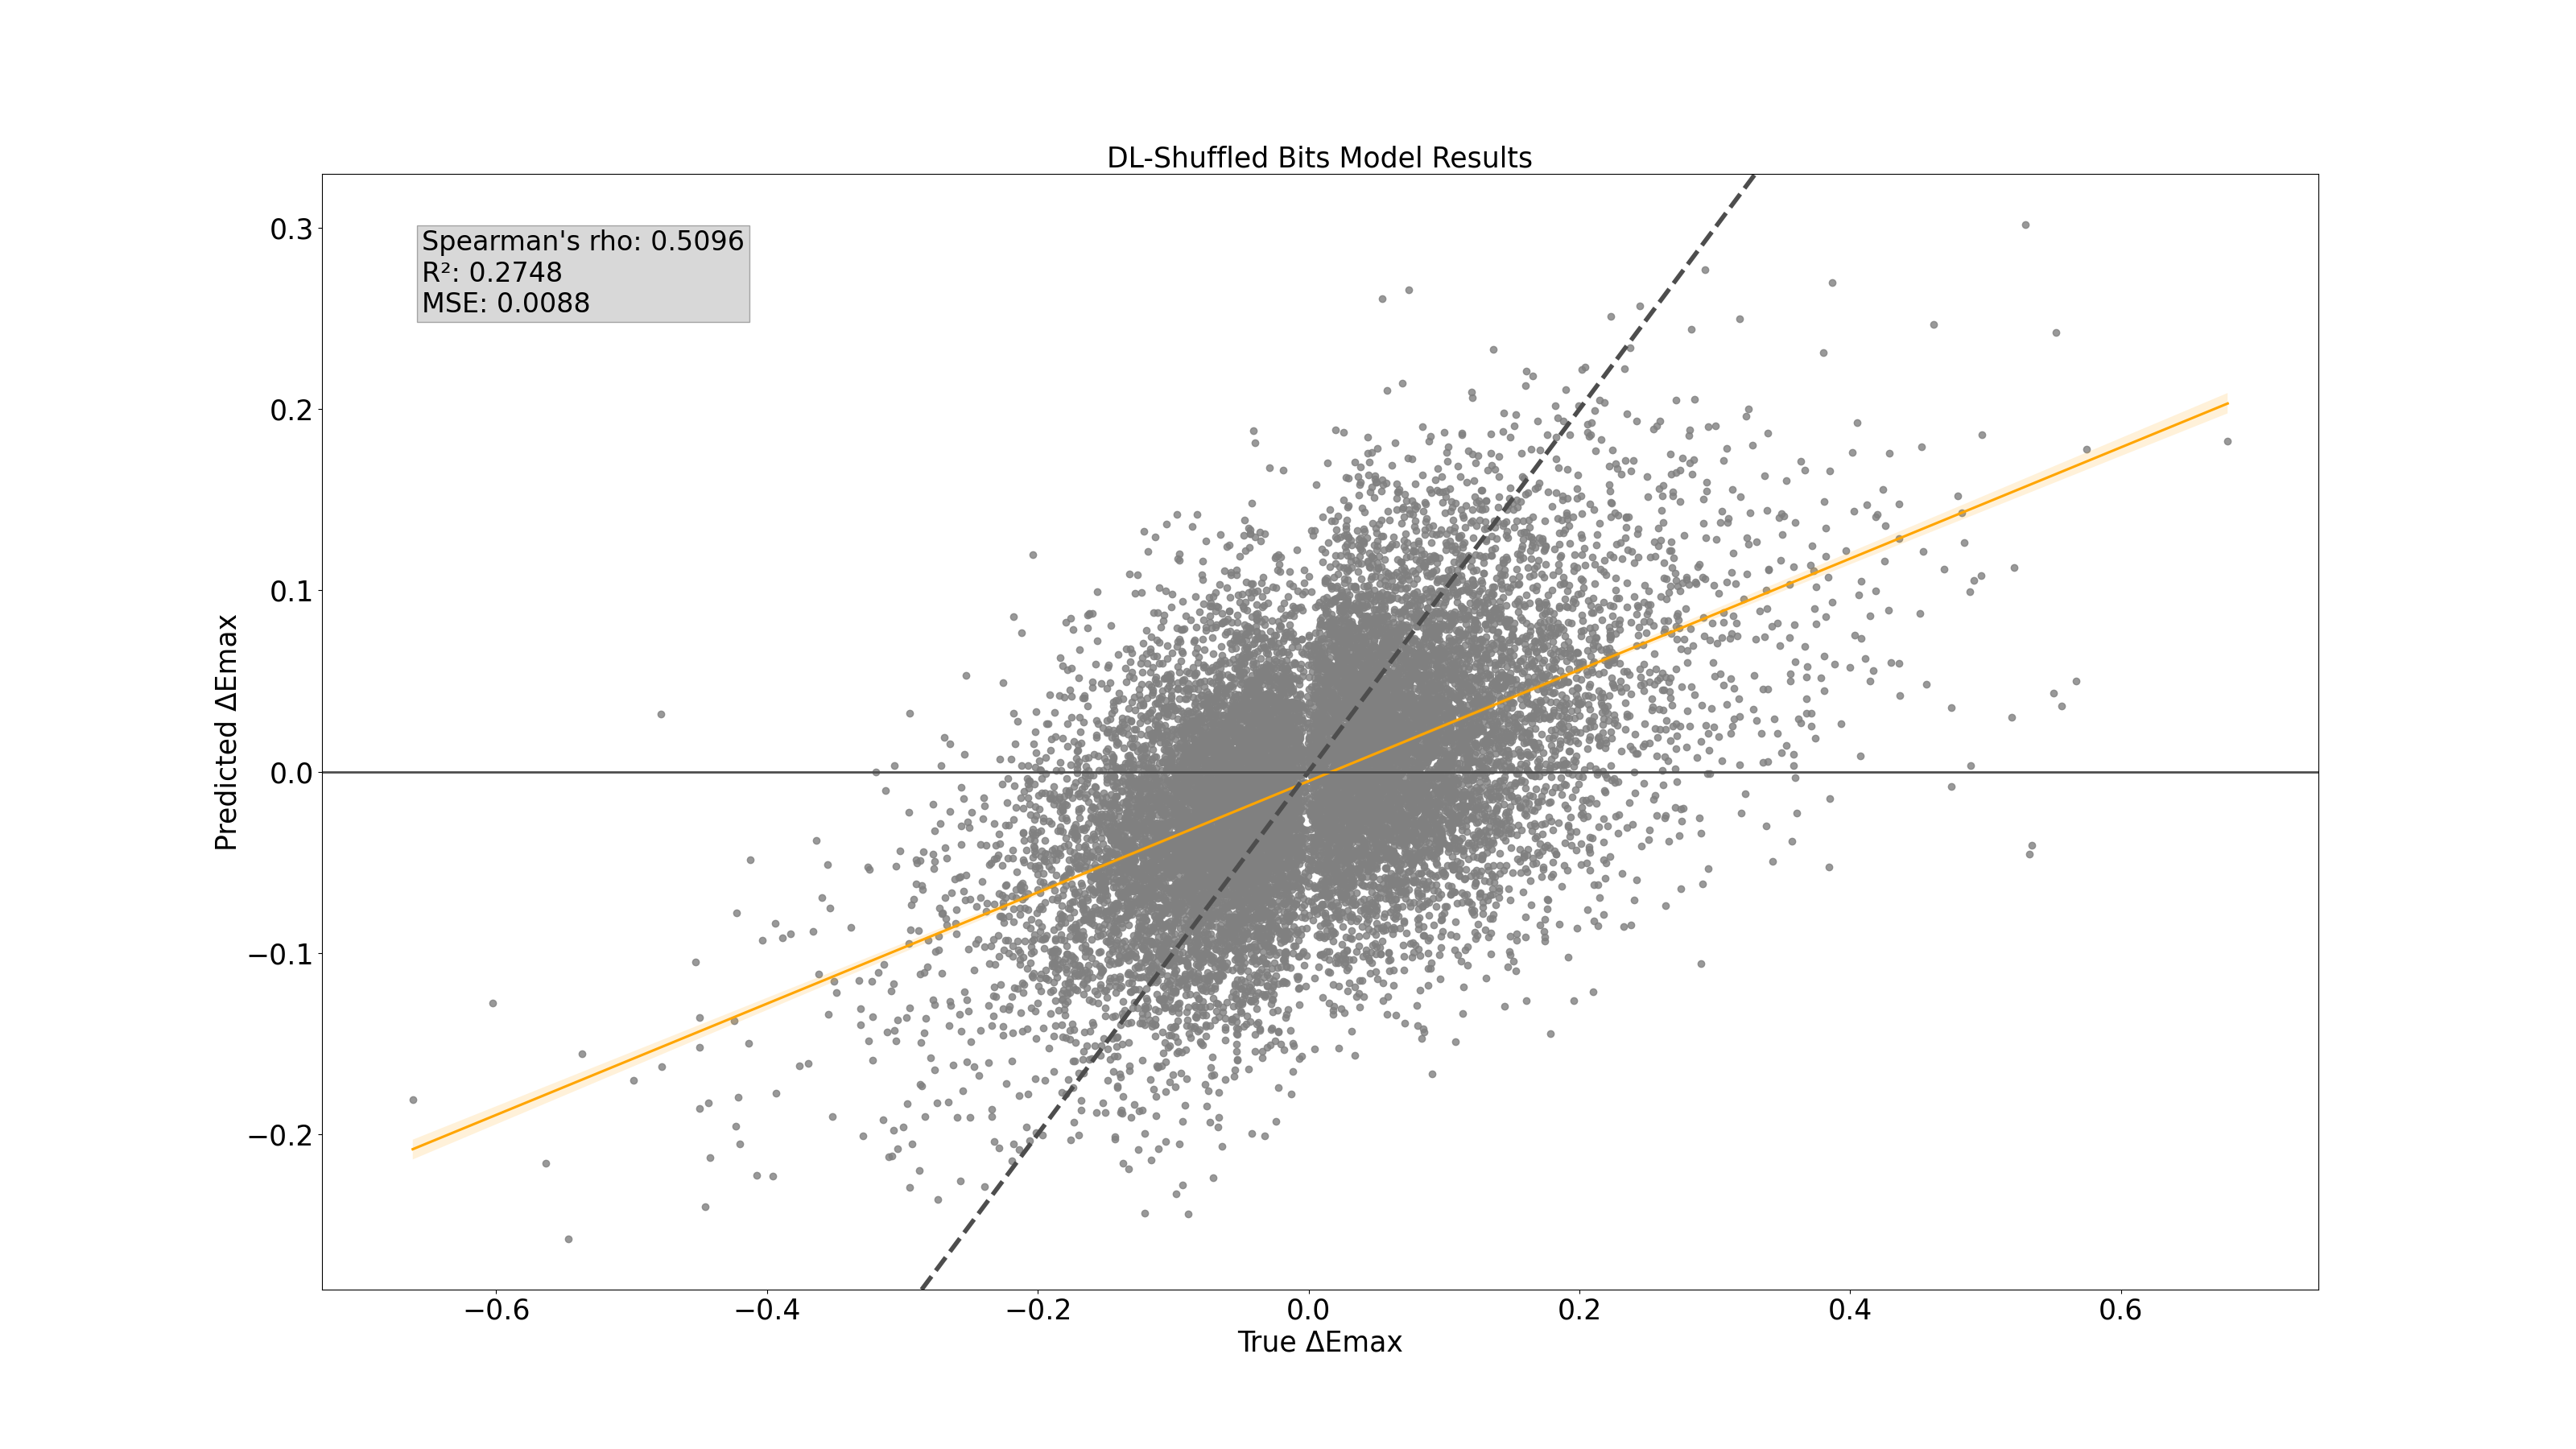 DL-Shuffled Bits Model Results
Spearman's rho: 0.5096
R²: 0.2748
MSE: 0.0088
0.3
0.2
0.1
0.0
−0.1
−0.2
Predicted ΔEmax
−0.6 −0.4 −0.2 0.0 0.2 0.4 0.6
True ΔEmax